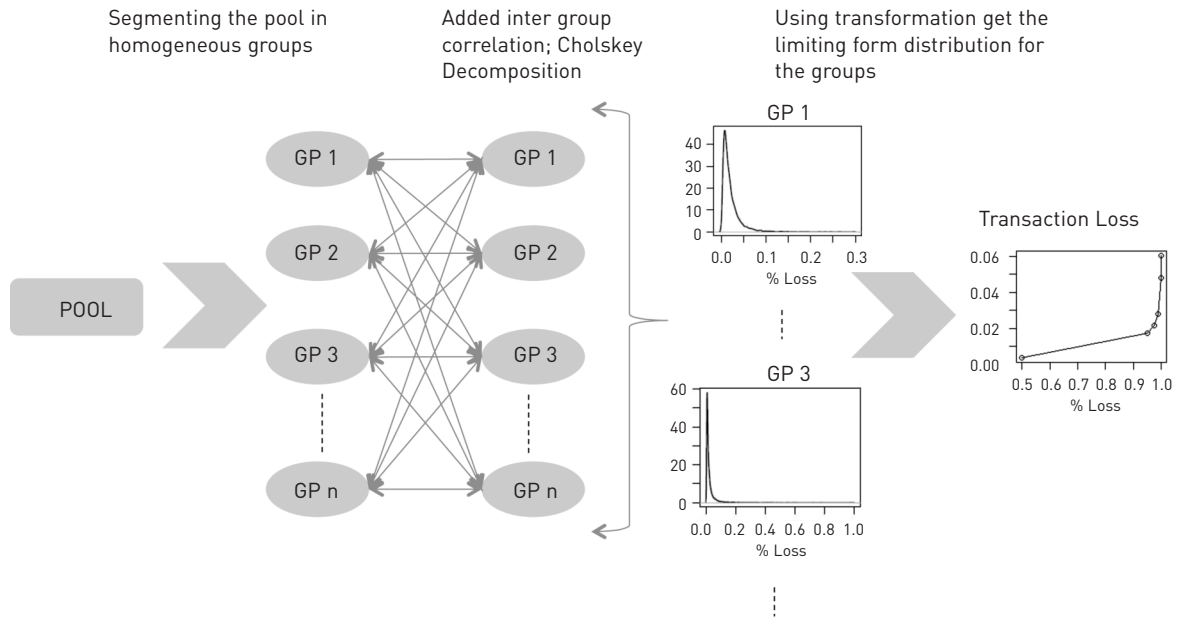 Segmenting the pool in
homogeneous groups
Added inter group
correlation; Cholskey
Decomposition
Using transformation get the
limiting form distribution for
the groups
POOL
GP 1
GP 2
GP 3
GP n
GP 1
GP 2
GP 3
GP n
GP 1
40
30
20
10
0
0.0 0.1 0.2 0.3
% Loss
GP 3
60
40
20
0
0.0 0.2 0.4 0.6 0.8 1.0
% Loss
Transaction Loss
0.06
0.04
0.02
0.00
0.5 0.6 0.7 0.8 0.9 1.0
% Loss